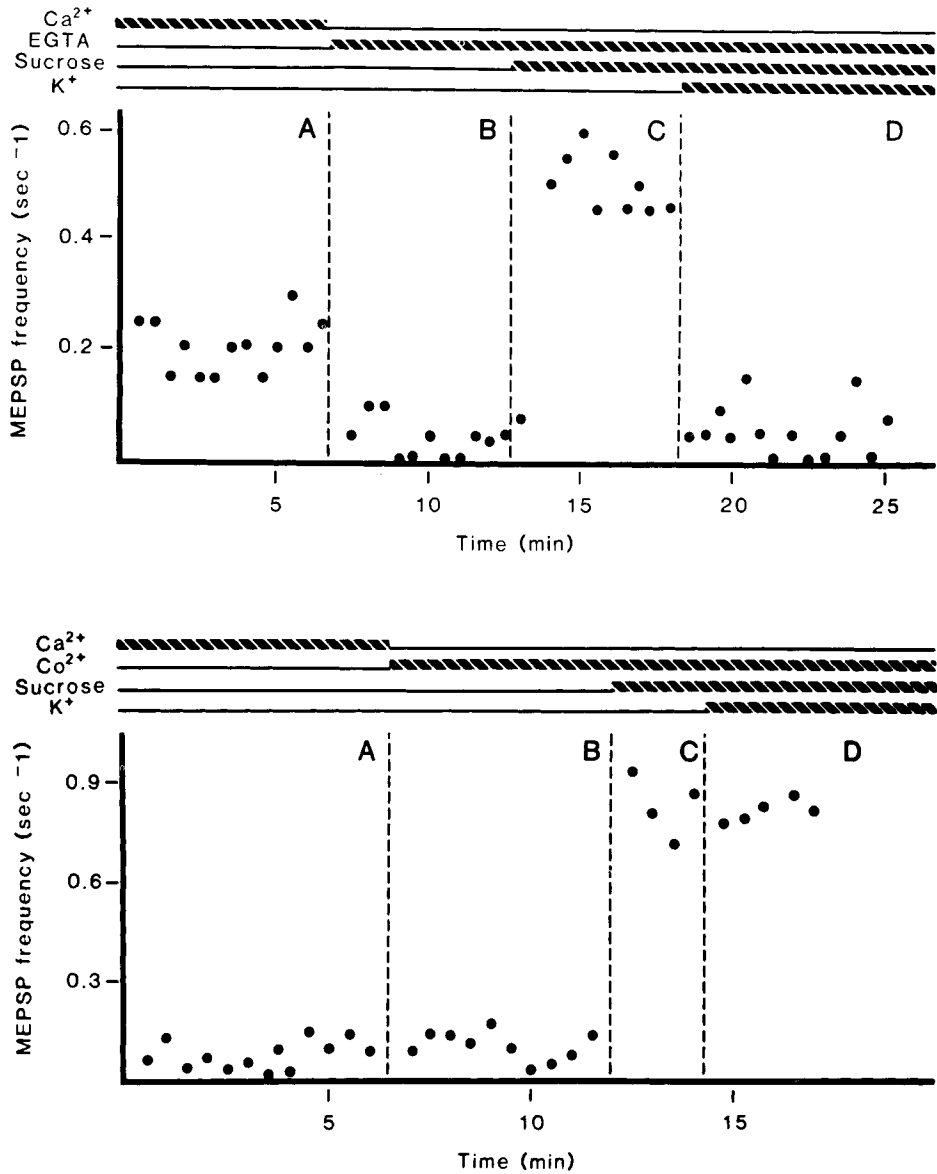 Ca²⁺
EGTA
Sucrose
K⁺
A B C D
0.6
0.4
0.2
MEPSP frequency (sec ⁻¹)
5 10 15 20 25
Time (min)
Ca²⁺
Co²⁺
Sucrose
K⁺
A B C D
0.9
0.6
0.3
MEPSP frequency (sec ⁻¹)
5 10 15
Time (min)